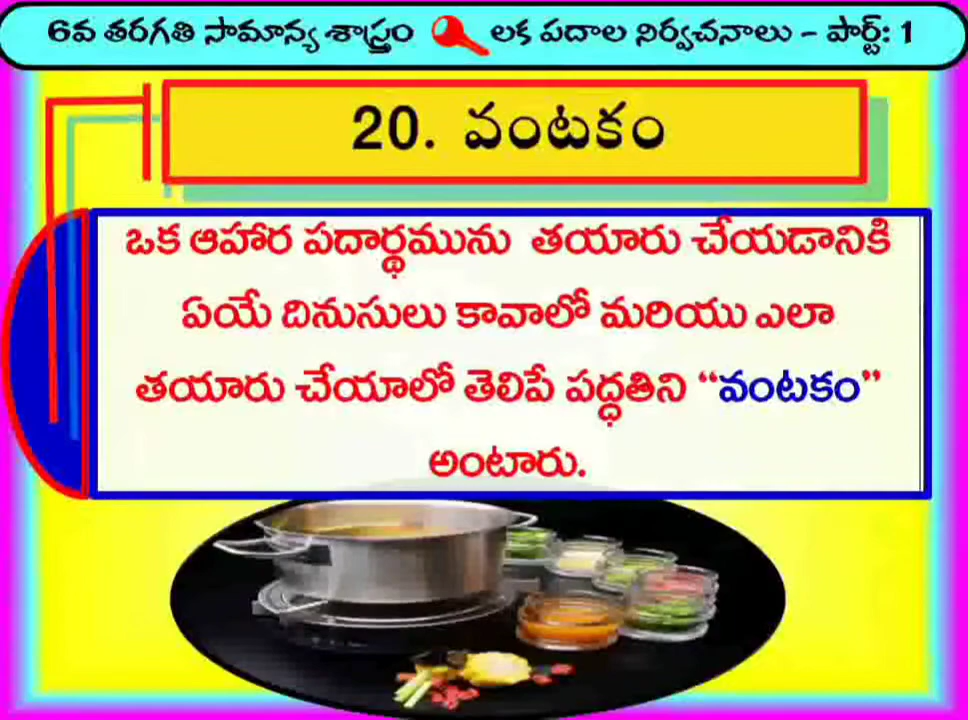 6వ తరగతి సామాన్య శాస్త్రం లక పదాల నిర్వచనాలు - పార్ట్: 1
20. వంటకం
ఒక ఆహార పదార్థమును తయారు చేయడానికి
ఏయే దినుసులు కావాలో మరియు ఎలా
తయారు చేయాలో తెలిపే పద్ధతిని “వంటకం”
అంటారు.